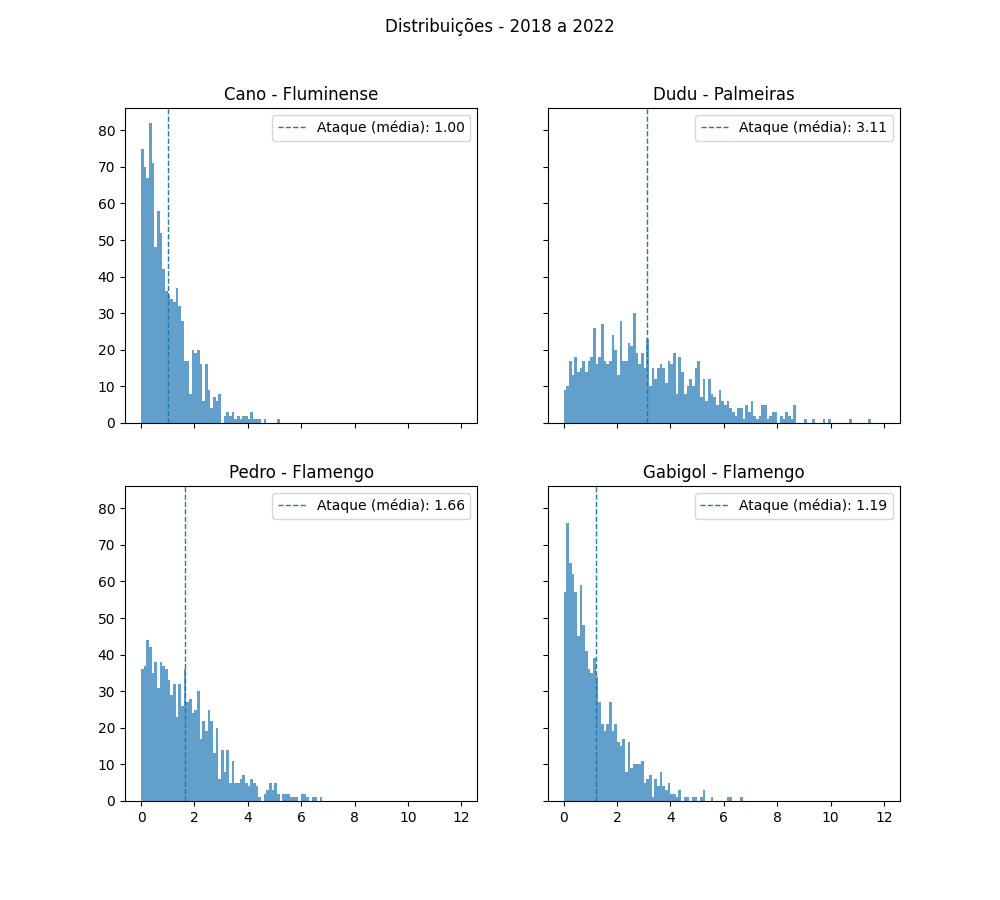 Distribuições - 2018 a 2022
Cano - Fluminense
Ataque (média): 1.00
80
70
60
50
40
30
20
10
0
Dudu - Palmeiras
Ataque (média): 3.11
Pedro - Flamengo
Ataque (média): 1.66
80
70
60
50
40
30
20
10
0
0 2 4 6 8 10 12
Gabigol - Flamengo
Ataque (média): 1.19
0 2 4 6 8 10 12